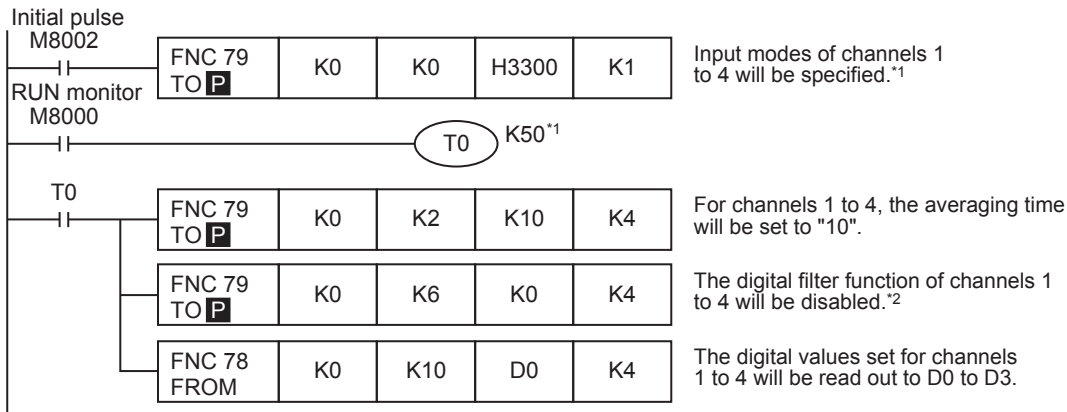 Initial pulse
M8002
FNC 79
TO P
K0
K0
H3300
K1
Input modes of channels 1
to 4 will be specified.*1
RUN monitor
M8000
T0
K50*1
T0
FNC 79
TO P
K0
K2
K10
K4
For channels 1 to 4, the averaging time
will be set to "10".
FNC 79
TO P
K0
K6
K0
K4
The digital filter function of channels 1
to 4 will be disabled.*2
FNC 78
FROM
K0
K10
D0
K4
The digital values set for channels
1 to 4 will be read out to D0 to D3.